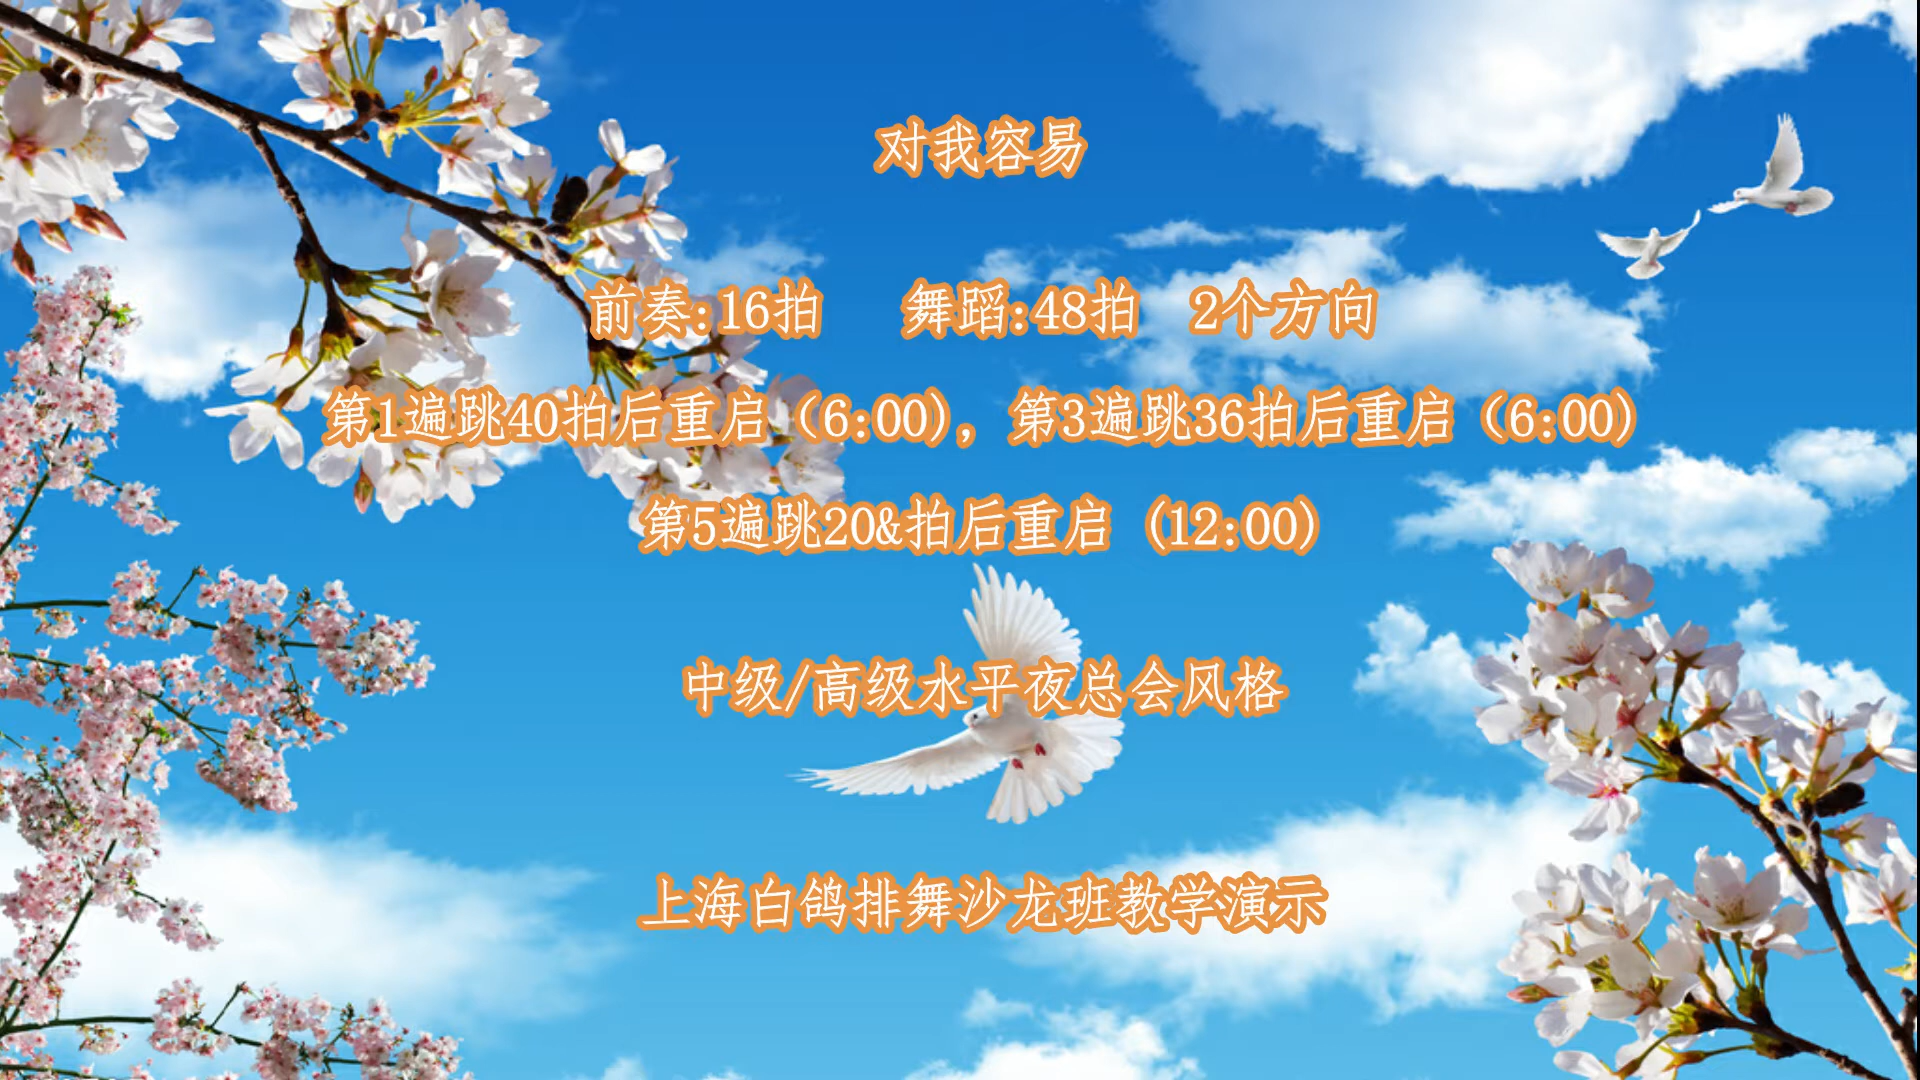 对我容易
前奏:16拍 舞蹈:48拍 2个方向
第1遍跳40拍后重启（6:00)，第3遍跳36拍后重启（6:00)
第5遍跳20&拍后重启 (12:00)
中级/高级水平夜总会风格
上海白鸽排舞沙龙班教学演示